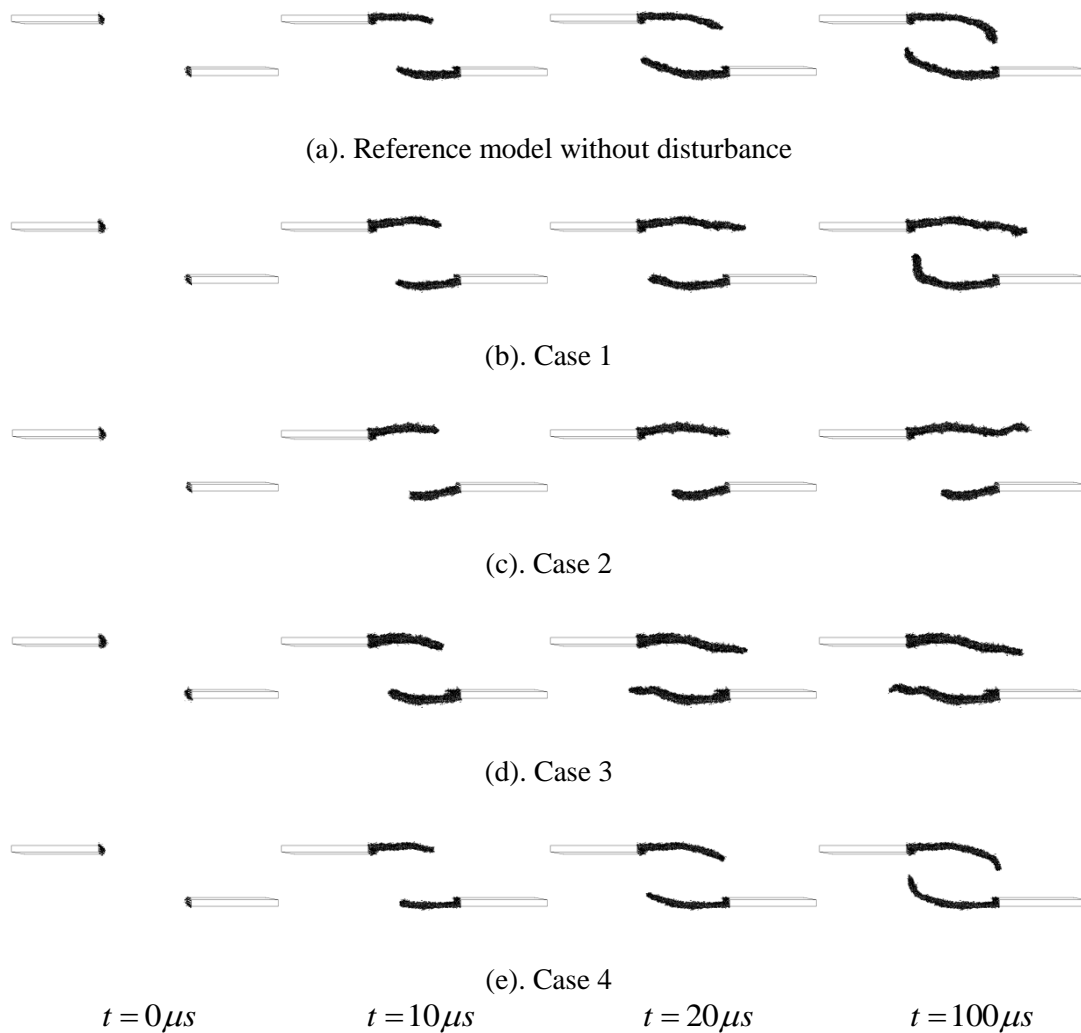 (a). Reference model without disturbance
(b). Case 1
(c). Case 2
(d). Case 3
(e). Case 4
t = 0μs t = 10μs t = 20μs t = 100μs